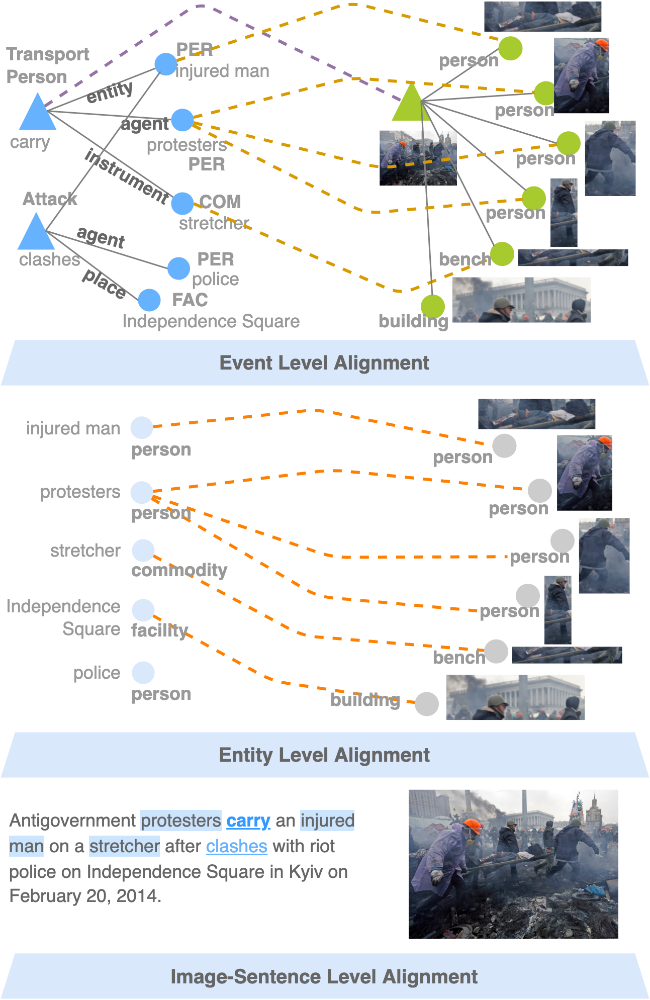 Transport
Person
carry
entity
agent
instrument
PER
injured man
protesters
PER
COM
stretcher
Attack
clashes
agent
place
PER
police
FAC
Independence Square
person
person
person
person
bench
building
Event Level Alignment
injured man
person
protesters
person
stretcher
commodity
Independence
Square
facility
police
person
person
person
person
person
bench
building
Entity Level Alignment
Antigovernment protesters carry an injured
man on a stretcher after clashes with riot
police on Independence Square in Kyiv on
February 20, 2014.
Image-Sentence Level Alignment